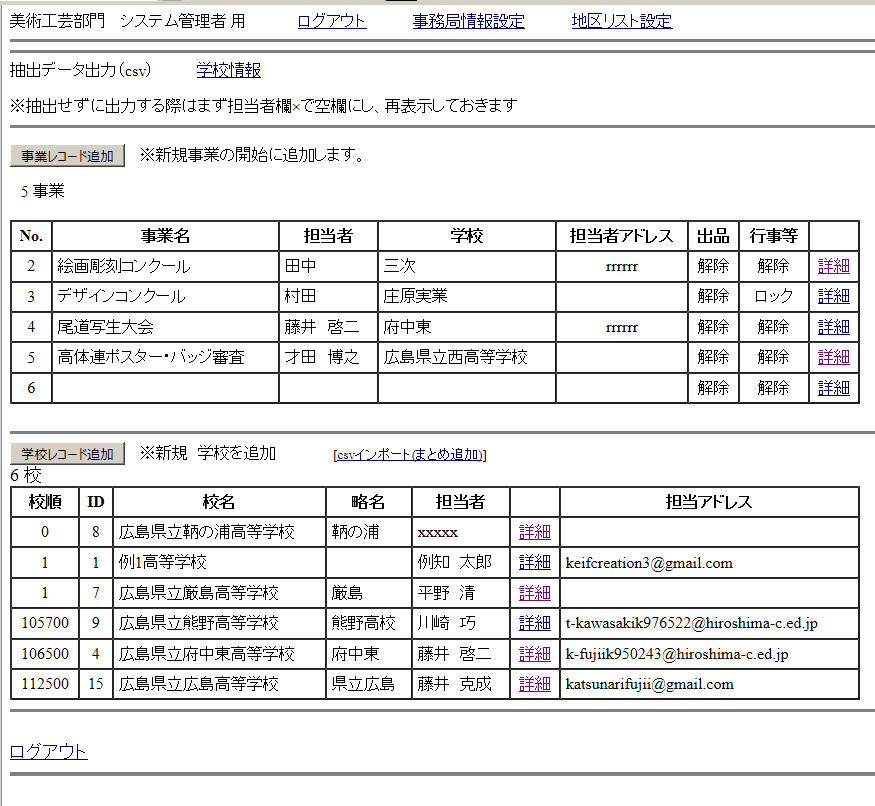 美術工芸部門　システム管理者 用　ログアウト　事務局情報設定　地区リスト設定
抽出データ出力（csv）　学校情報
※抽出せずに出力する際はまず担当者欄×で空欄にし、再表示しておきます
事業レコード追加　※新規事業の開始に追加します。
5 事業
No. 事業名 担当者 学校 担当者アドレス 出品 行事等
2 絵画彫刻コンクール 田中 三次 rrrrrr 解除 解除 詳細
3 デザインコンクール 村田 庄原実業 解除 ロック 詳細
4 尾道写生大会 藤井　啓二 府中東 rrrrrr 解除 解除 詳細
5 高体連ポスター・バッジ審査 才田　博之 広島県立西高等学校 解除 解除 詳細
6 解除 解除 詳細
学校レコード追加　※新規　学校を追加　[csvインポート(まとめ追加)]
6 校
校順 ID 校名 略名 担当者 担当アドレス
0 8 広島県立鞆の浦高等学校 鞆の浦 xxxxx 詳細
1 1 例1高等学校 例知　太郎 詳細 keifcreation3@gmail.com
1 7 広島県立厳島高等学校 厳島 平野　清 詳細
105700 9 広島県立熊野高等学校 熊野高校 川崎　巧 詳細 t-kawasakik976522@hiroshima-c.ed.jp
106500 4 広島県立府中東高等学校 府中東 藤井　啓二 詳細 k-fujiik950243@hiroshima-c.ed.jp
112500 15 広島県立広島高等学校 県立広島 藤井　克成 詳細 katsunarifujii@gmail.com
ログアウト